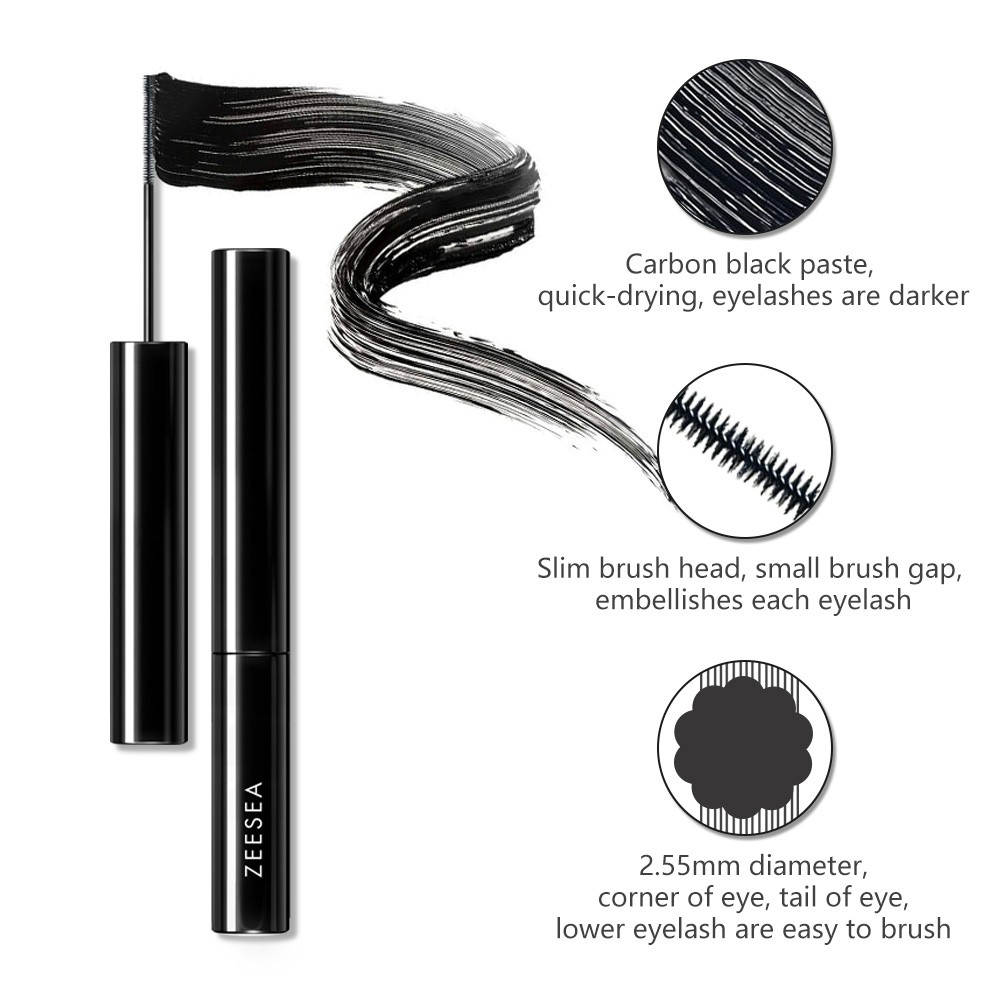 Carbon black paste,
quick-drying, eyelashes are darker
Slim brush head, small brush gap,
embellishes each eyelash
ZEESEA
2.55mm diameter,
corner of eye, tail of eye,
lower eyelash are easy to brush